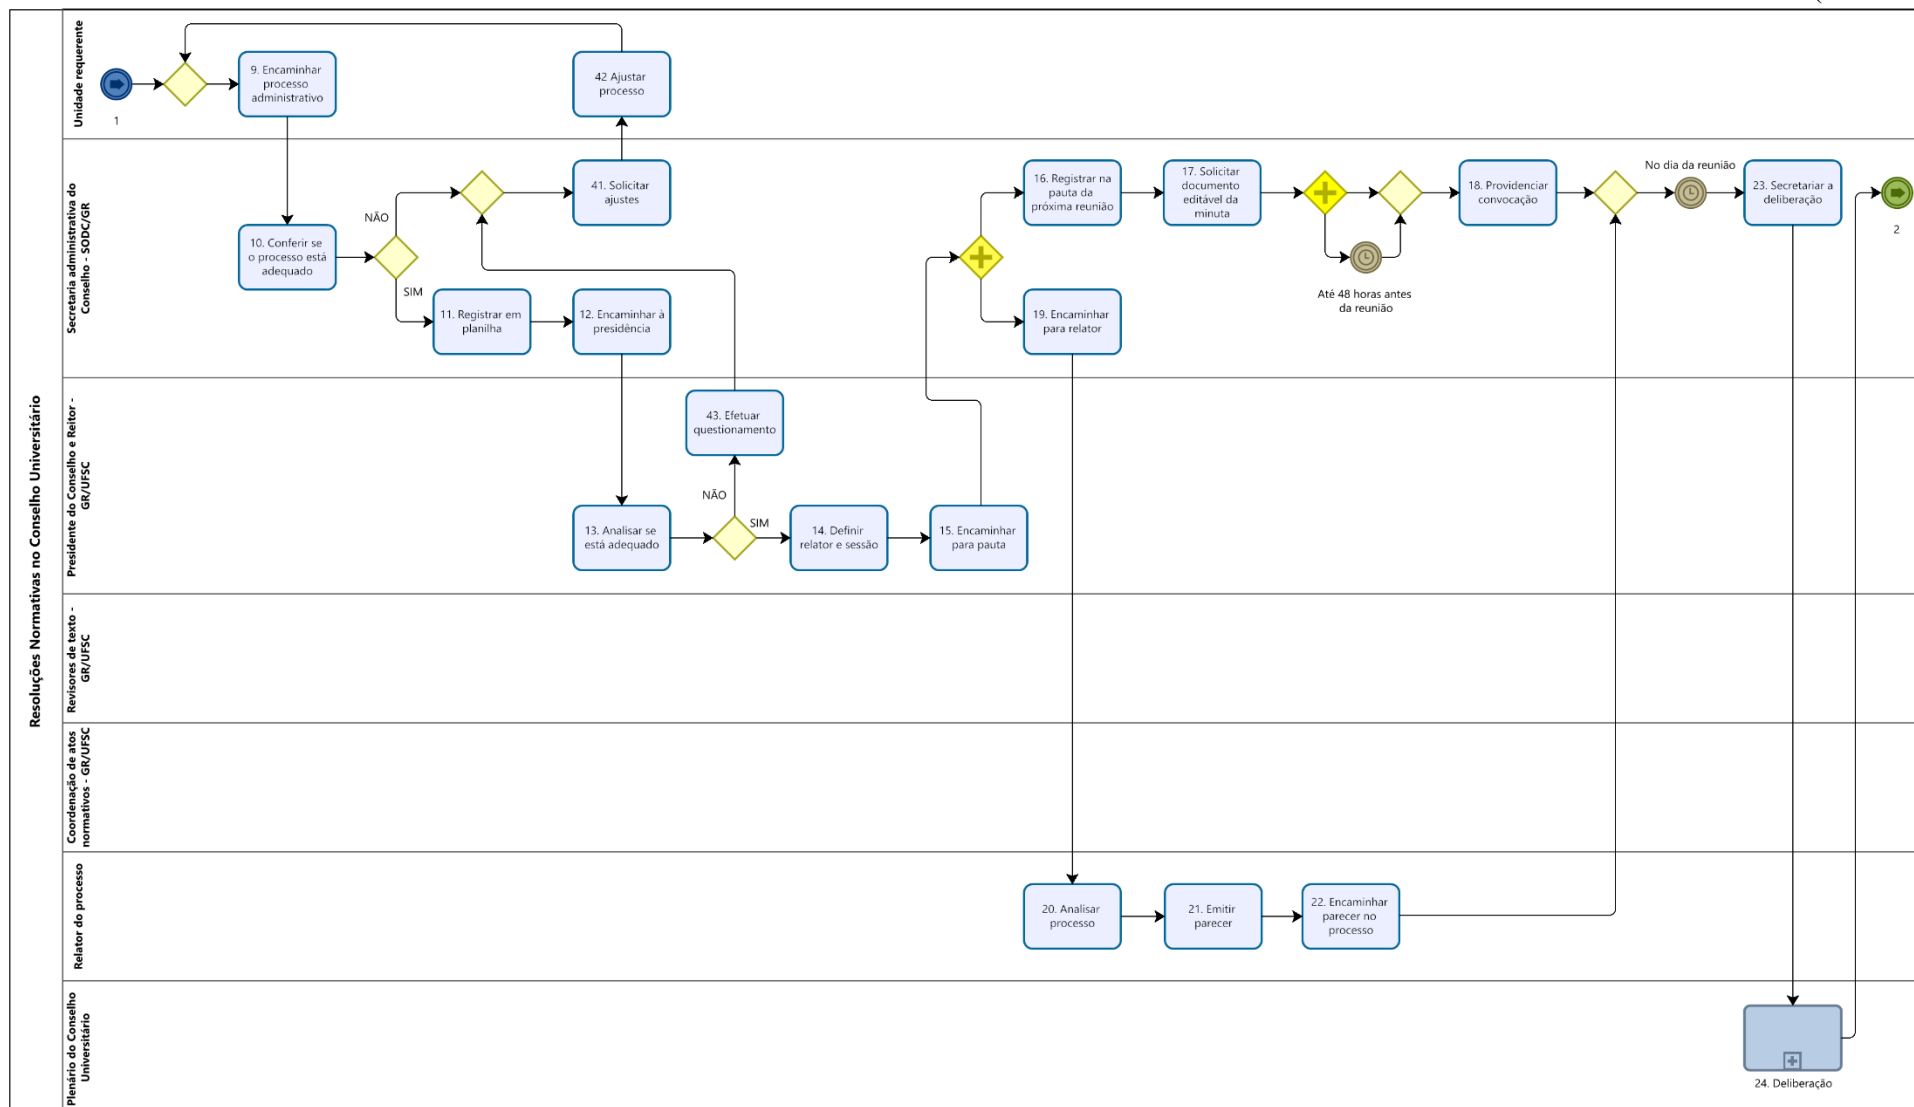 Resoluções Normativas no Conselho Universitário
Unidade requerente
1
9. Encaminhar
processo
administrativo
42 Ajustar
processo
Secretaria administrativa do
Conselho - SODC/GR
10. Conferir se
o processo está
adequado
NÃO
SIM
41. Solicitar
ajustes
11. Registrar em
planilha
12. Encaminhar à
presidência
16. Registrar na
pauta da
próxima reunião
17. Solicitar
documento
editável da
minuta
Até 48 horas antes
da reunião
18. Providenciar
convocação
No dia da reunião
23. Secretariar a
deliberação
2
19. Encaminhar
para relator
Presidente do Conselho e Reitor -
GR/UFSC
43. Efetuar
questionamento
NÃO
SIM
13. Analisar se
está adequado
14. Definir
relator e sessão
15. Encaminhar
para pauta
Revisores de texto -
GR/UFSC
Coordenação de atos
normativos - GR/UFSC
Relator do processo
20. Analisar
processo
21. Emitir
parecer
22. Encaminhar
parecer no
processo
Plenário do Conselho
Universitário
24. Deliberação